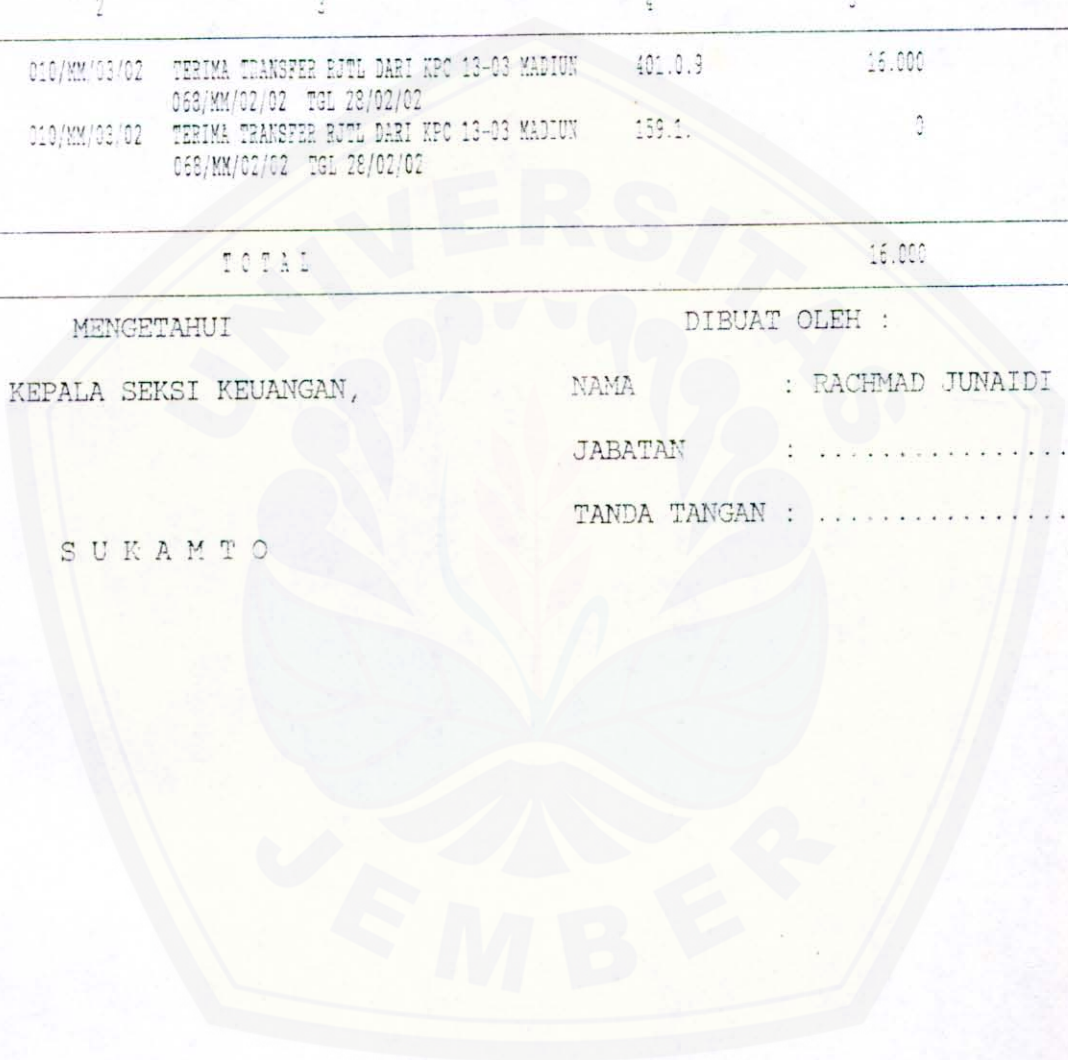 2 3 4 5
010/MM/03/02 TERIMA TRANSFER RJTL DARI KPC 13-03 MADIUN 401.0.9 16.000
068/MM/02/02 TGL 28/02/02
010/MM/03/02 TERIMA TRANSFER RJTL DARI KPC 13-03 MADIUN 159.1. 0
068/MM/02/02 TGL 28/02/02
T O T A L 16.000
MENGETAHUI DIBUAT OLEH :
KEPALA SEKSI KEUANGAN, NAMA : RACHMAD JUNAIDI
JABATAN : ................
TANDA TANGAN : ................
S U K A M T O
UNIVERSITAS
JEMBER